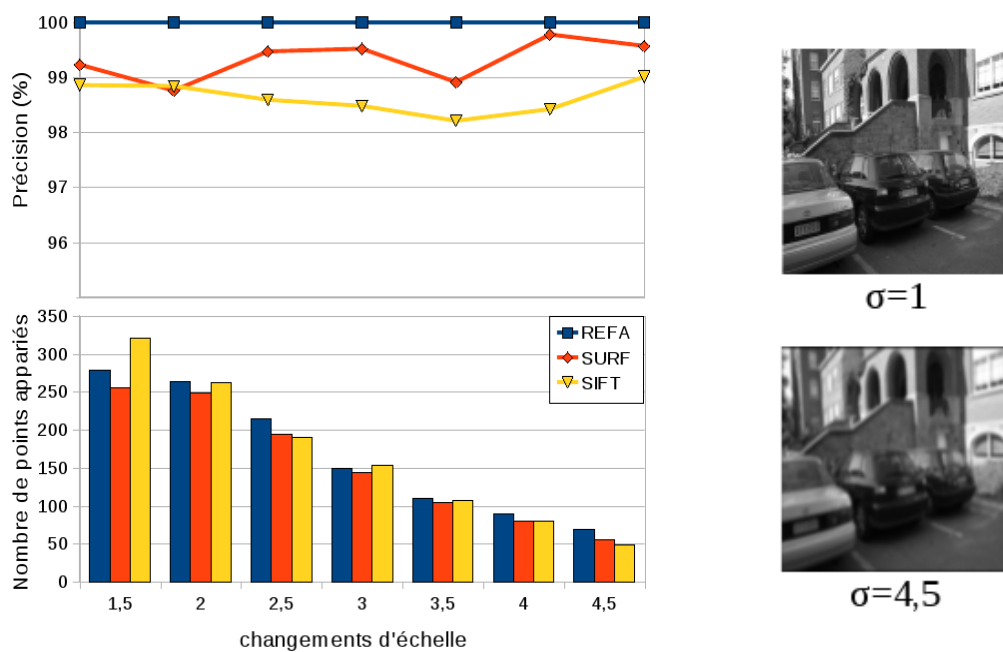 Précision (%)
100
99
98
97
96
Nombre de points appariés
350
300
250
200
150
100
50
0
REFA
SURF
SIFT
1,5 2 2,5 3 3,5 4 4,5
changements d'échelle
σ=1
σ=4,5